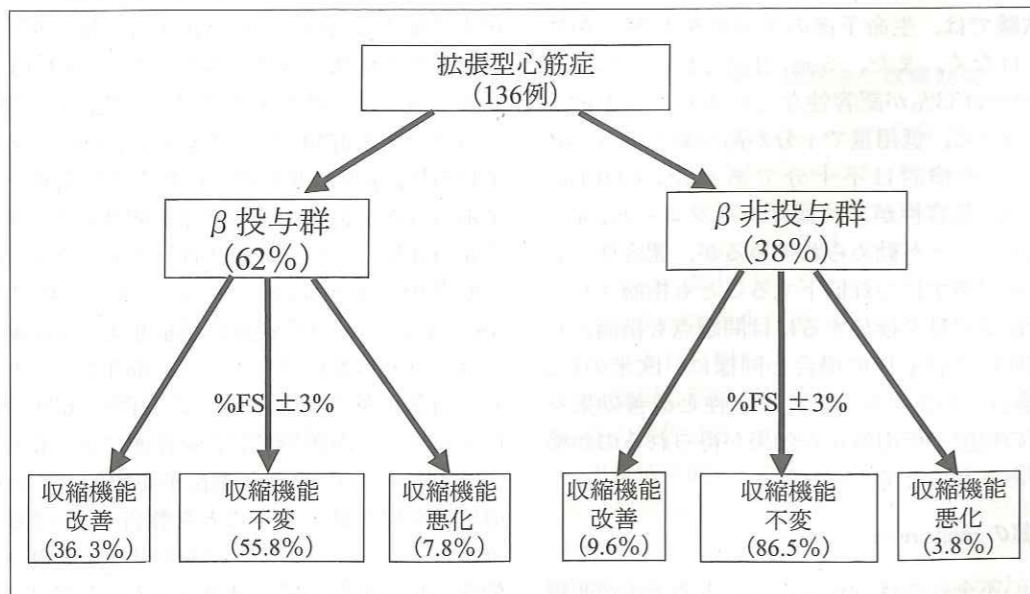 拡張型心筋症
(136例)
β投与群
(62%)
β非投与群
(38%)
%FS ±3%
%FS ±3%
収縮機能
改善
(36.3%)
収縮機能
不変
(55.8%)
収縮機能
悪化
(7.8%)
収縮機能
改善
(9.6%)
収縮機能
不変
(86.5%)
収縮機能
悪化
(3.8%)